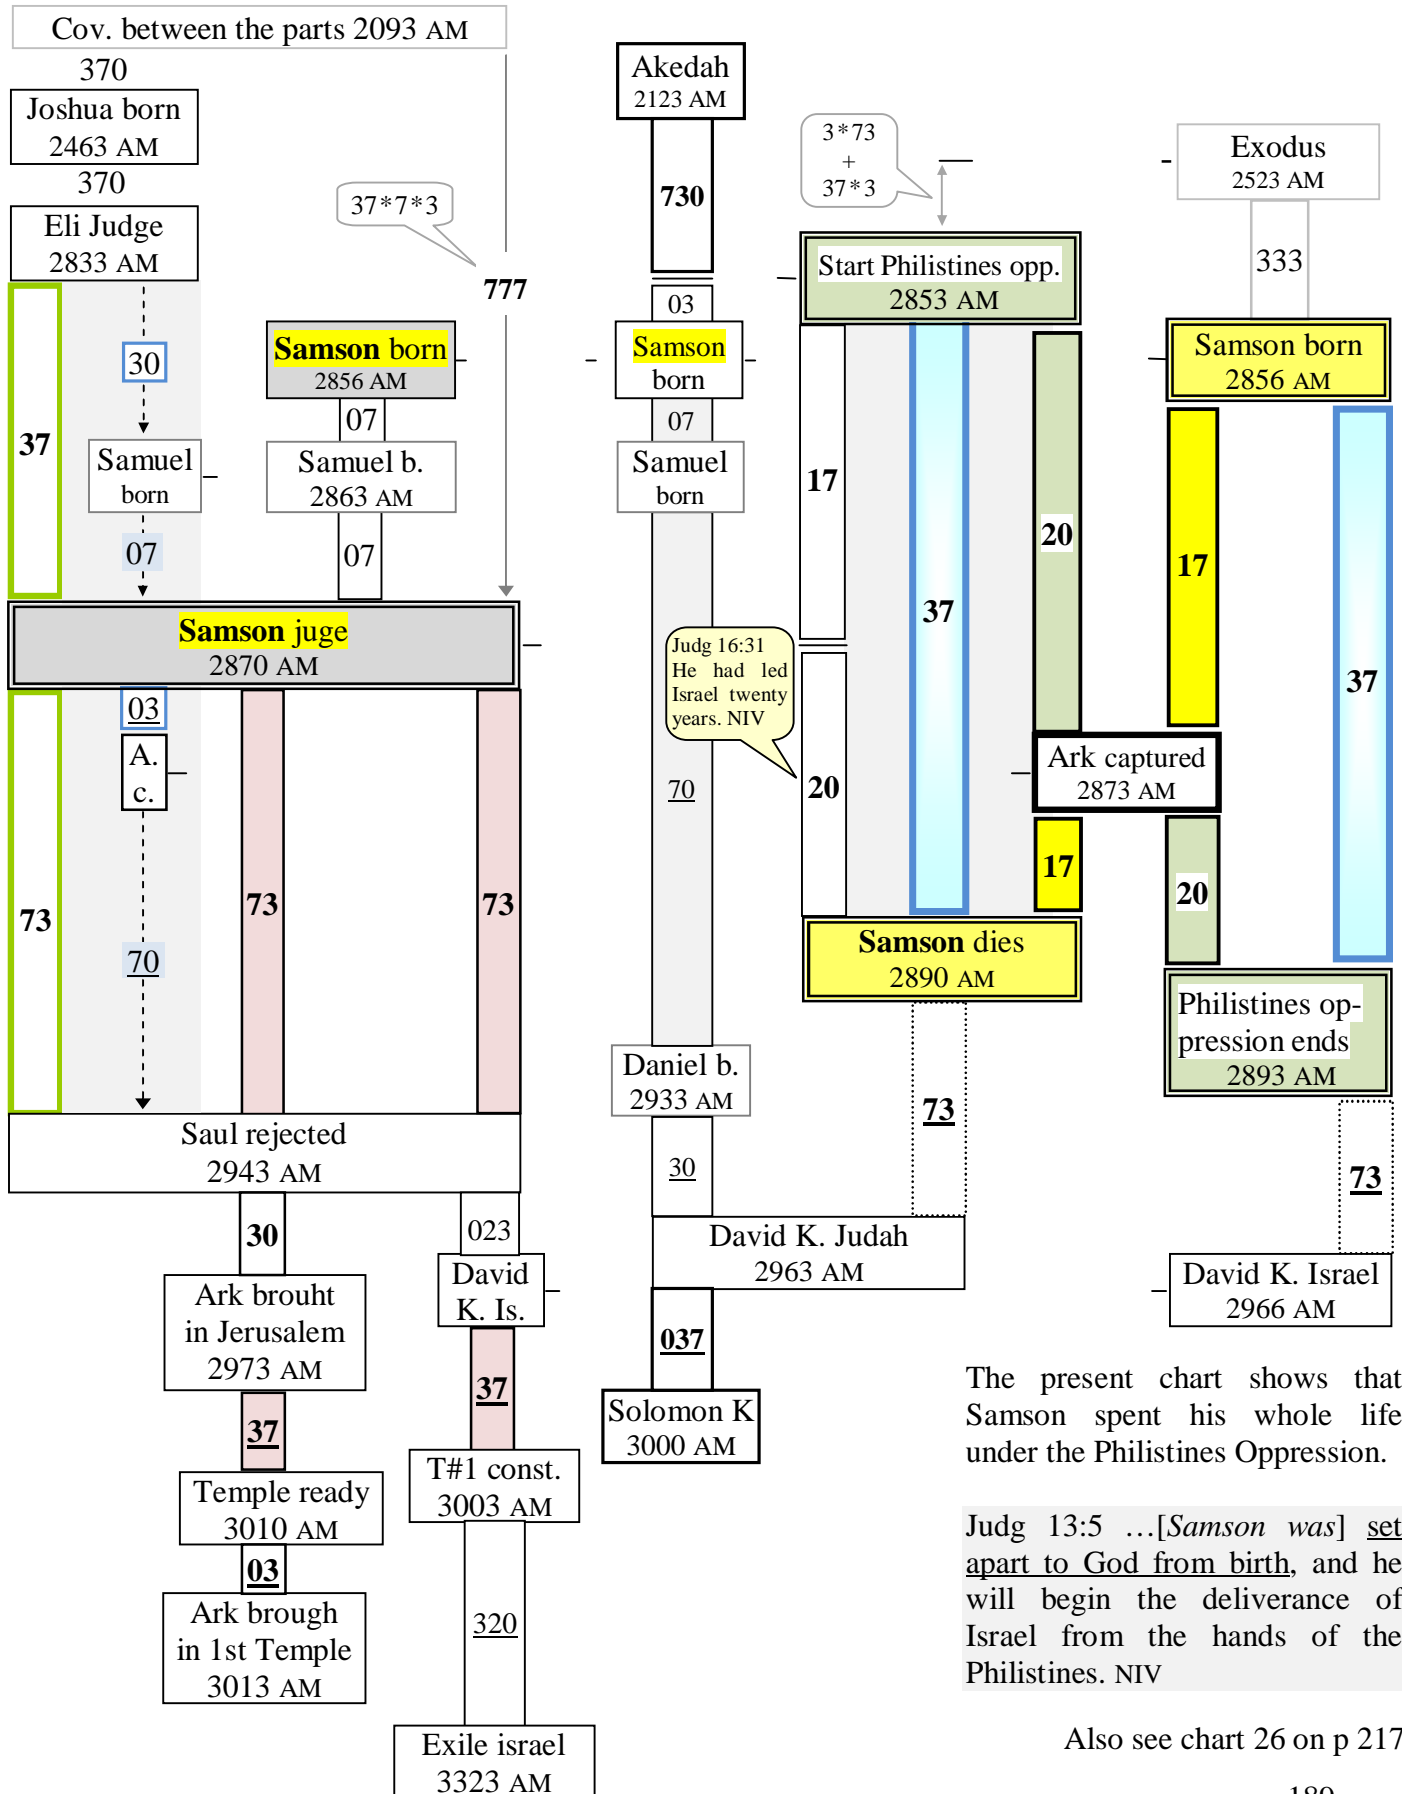 Cov. between the parts 2093 AM
370
Joshua born
2463 AM
370
Eli Judge
2833 AM
37*7*3
777
37
30
Samuel
born
07
Samson born
2856 AM
07
Samuel b.
2863 AM
07
Samson juge
2870 AM
73
03
A.
c.
70
73
73
Saul rejected
2943 AM
30
Ark brouht
in Jerusalem
2973 AM
37
Temple ready
3010 AM
03
Ark brough
in 1st Temple
3013 AM
023
David
K. Is.
37
T#1 const.
3003 AM
320
Exile israel
3323 AM
Akedah
2123 AM
730
03
Samson
born
07
Samuel
born
70
Daniel b.
2933 AM
30
David K. Judah
2963 AM
037
Solomon K
3000 AM
3*73
+
37*3
Start Philistines opp.
2853 AM
17
37
20
Judg 16:31
He had led
Israel twenty
years. NIV
20
Ark captured
2873 AM
17
Samson dies
2890 AM
73
Exodus
2523 AM
333
Samson born
2856 AM
17
37
20
Philistines op-
pression ends
2893 AM
73
David K. Israel
2966 AM
The present chart shows that
Samson spent his whole life
under the Philistines Oppression.
Judg 13:5 …[Samson was] set
apart to God from birth, and he
will begin the deliverance of
Israel from the hands of the
Philistines. NIV
Also see chart 26 on p 217